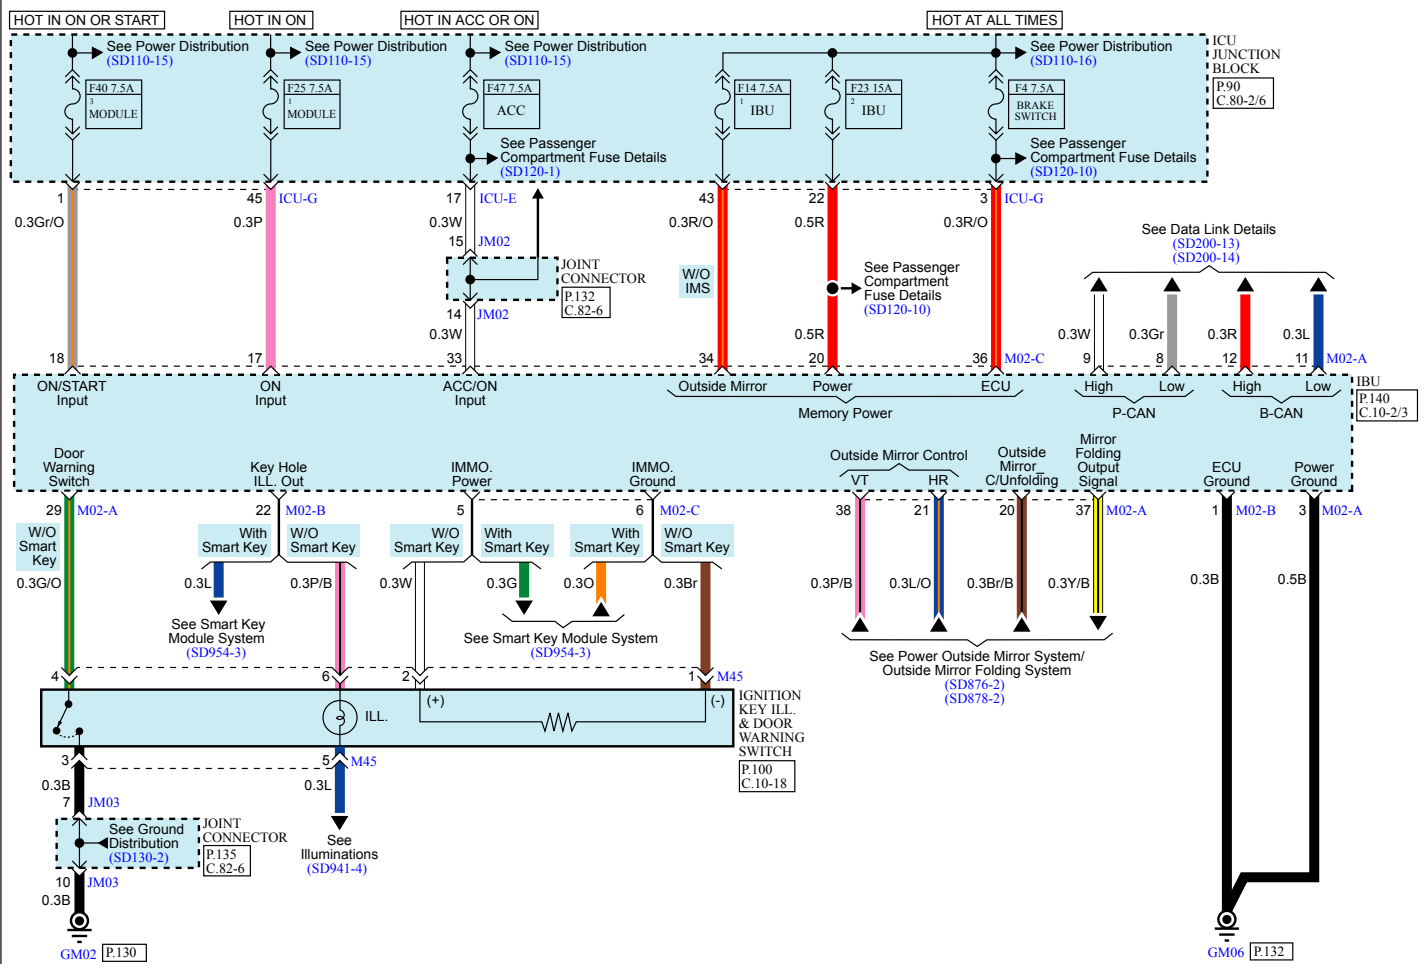 HOT IN ON OR START
HOT IN ON
HOT IN ACC OR ON
HOT AT ALL TIMES
See Power Distribution
(SD110-15)
See Power Distribution
(SD110-15)
See Power Distribution
(SD110-15)
See Power Distribution
(SD110-16)
ICU
JUNCTION
BLOCK
P.90
C.80-2/6
F40 7.5A
3
MODULE
F25 7.5A
1
MODULE
F47 7.5A
ACC
F14 7.5A
1
IBU
F23 15A
2
IBU
F4 7.5A
BRAKE
SWITCH
See Passenger
Compartment Fuse Details
(SD120-1)
See Passenger
Compartment Fuse Details
(SD120-10)
1
45
ICU-G
17
ICU-E
43
22
3
ICU-G
0.3Gr/O
0.3P
0.3W
0.3R/O
0.5R
0.3R/O
15
JM02
JOINT
CONNECTOR
P.132
C.82-6
14
JM02
0.3W
W/O
IMS
See Passenger
Compartment
Fuse Details
(SD120-10)
0.5R
See Data Link Details
(SD200-13)
(SD200-14)
0.3W
0.3Gr
0.3R
0.3L
18
17
33
34
20
36
M02-C
9
8
12
11
M02-A
ON/START
Input
ON
Input
ACC/ON
Input
Outside Mirror
Power
ECU
Memory Power
High
Low
P-CAN
High
Low
B-CAN
IBU
P.140
C.10-2/3
Door
Warning
Switch
Key Hole
ILL. Out
IMMO.
Power
IMMO.
Ground
Outside Mirror Control
VT
HR
Outside
Mirror_
C/Unfolding
Mirror
Folding
Output
Signal
ECU
Ground
Power
Ground
29
M02-A
22
M02-B
5
6
M02-C
38
21
20
37
M02-A
1
M02-B
3
M02-A
W/O
Smart
Key
With
Smart Key
W/O
Smart Key
W/O
Smart Key
With
Smart Key
With
Smart Key
W/O
Smart Key
0.3G/O
0.3L
0.3P/B
0.3W
0.3G
0.3O
0.3Br
0.3P/B
0.3L/O
0.3Br/B
0.3Y/B
0.3B
0.5B
See Smart Key
Module System
(SD954-3)
See Smart Key Module System
(SD954-3)
See Power Outside Mirror System/
Outside Mirror Folding System
(SD876-2)
(SD878-2)
4
6
2
1
M45
(+)
(-)
ILL.
IGNITION
KEY ILL.
& DOOR
WARNING
SWITCH
P.100
C.10-18
3
5
M45
0.3B
0.3L
7
JM03
See Ground
Distribution
(SD130-2)
JOINT
CONNECTOR
P.135
C.82-6
See
Illuminations
(SD941-4)
10
JM03
0.3B
GM02
P.130
GM06
P.132